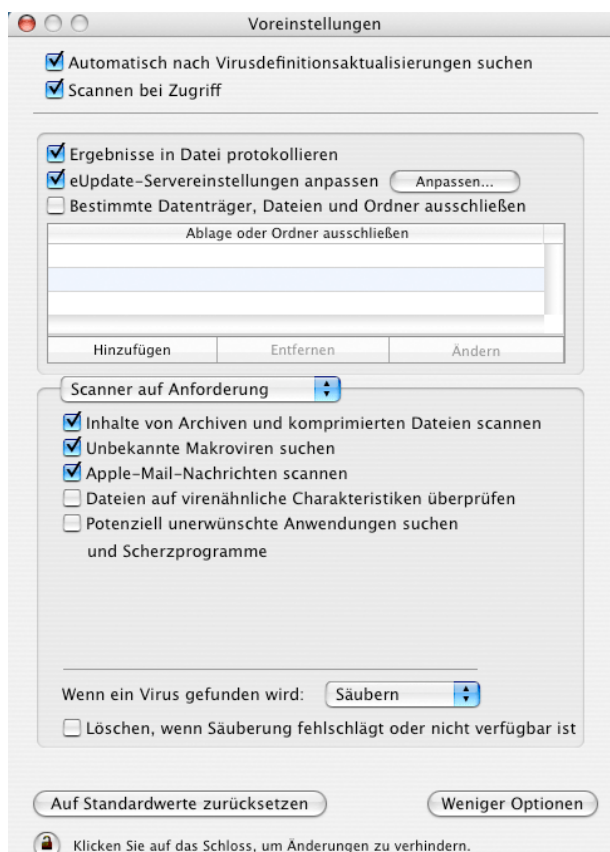 Voreinstellungen
Automatisch nach Virusdefinitionsaktualisierungen suchen
Scannen bei Zugriff
Ergebnisse in Datei protokollieren
eUpdate-Servereinstellungen anpassen Anpassen...
Bestimmte Datenträger, Dateien und Ordner ausschließen
Ablage oder Ordner ausschließen
Hinzufügen Entfernen Ändern
Scanner auf Anforderung
Inhalte von Archiven und komprimierten Dateien scannen
Unbekannte Makroviren suchen
Apple-Mail-Nachrichten scannen
Dateien auf virenähnliche Charakteristiken überprüfen
Potenziell unerwünschte Anwendungen suchen
und Scherzprogramme
Wenn ein Virus gefunden wird: Säubern
Löschen, wenn Säuberung fehlschlägt oder nicht verfügbar ist
Auf Standardwerte zurücksetzen Weniger Optionen
Klicken Sie auf das Schloss, um Änderungen zu verhindern.